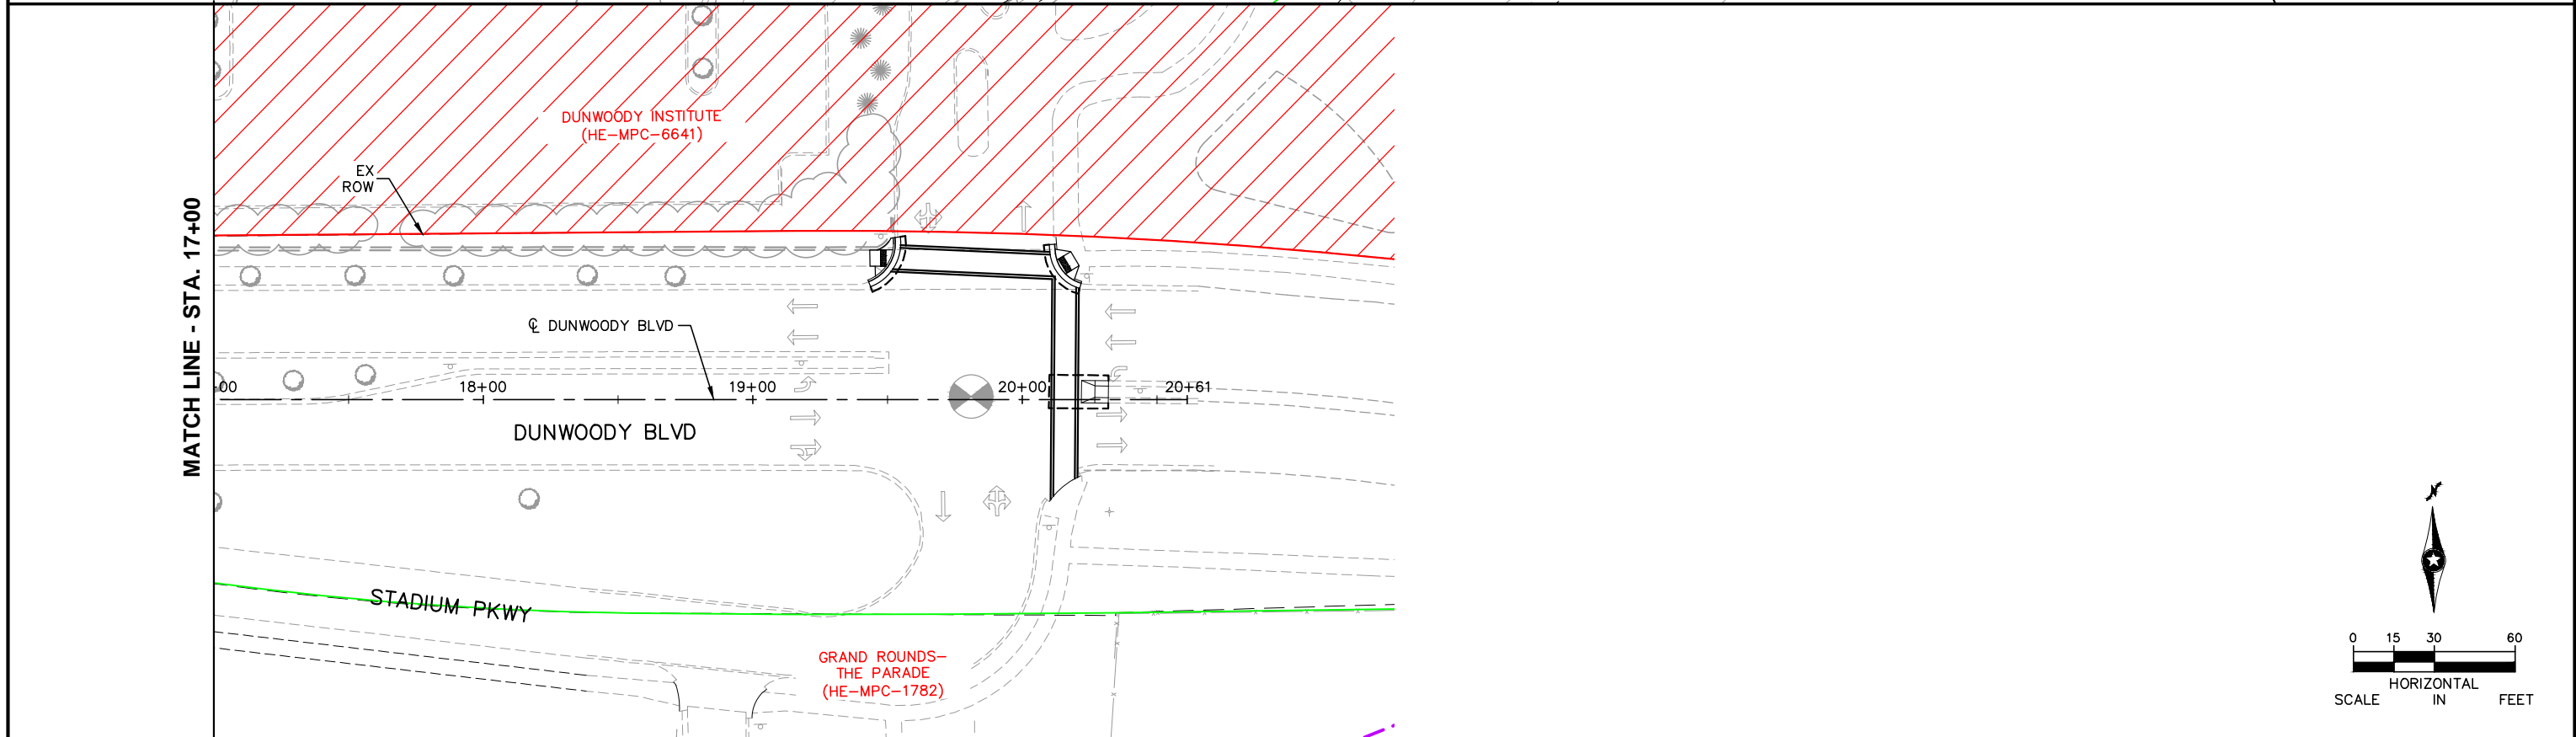 DUNWOODY INSTITUTE
(HE-MPC-6641)
EX
ROW
MATCH LINE - STA. 17+00
℄ DUNWOODY BLVD
00
18+00
19+00
20+00
20+61
DUNWOODY BLVD
STADIUM PKWY
GRAND ROUNDS-
THE PARADE
(HE-MPC-1782)
N
0 15 30 60
HORIZONTAL
SCALE IN FEET